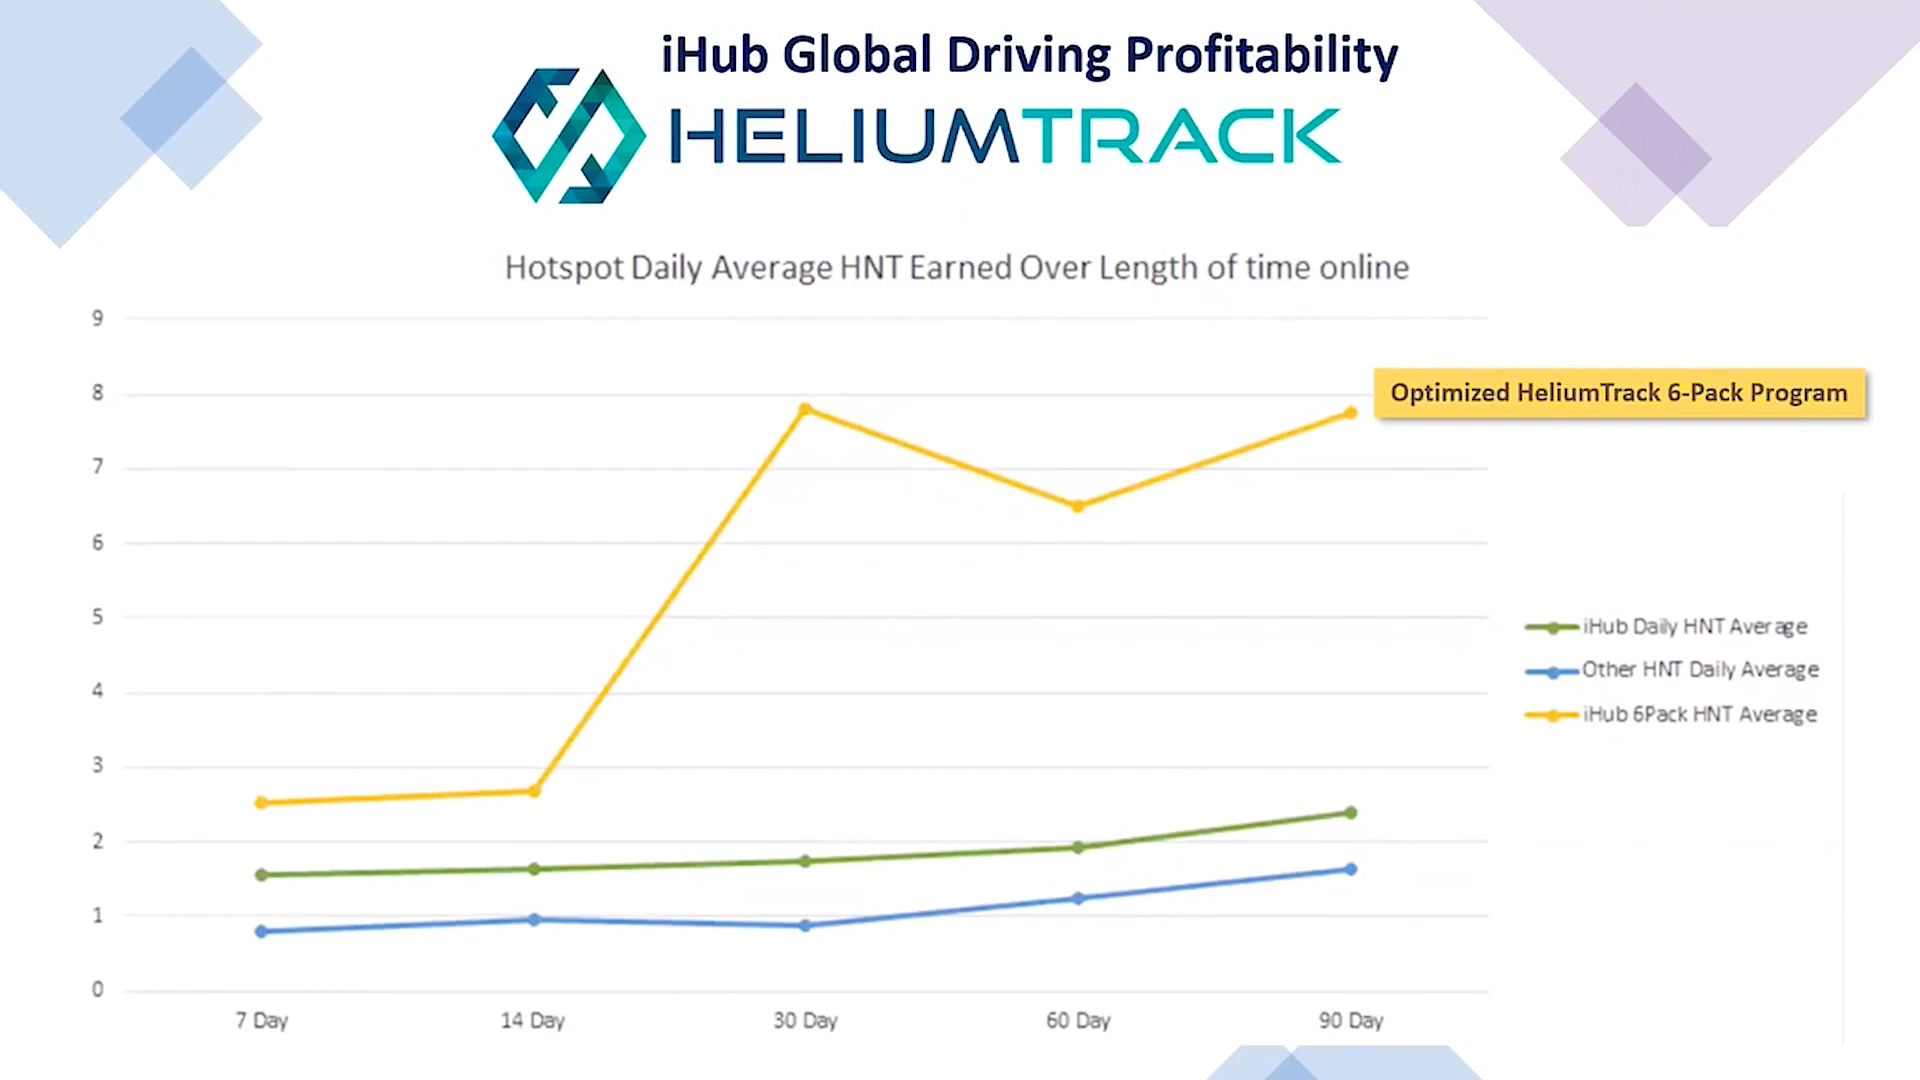 iHub Global Driving Profitability
HELIUMTRACK
Hotspot Daily Average HNT Earned Over Length of time online
9
8
7
6
5
4
3
2
1
0
Optimized HeliumTrack 6-Pack Program
iHub Daily HNT Average
Other HNT Daily Average
iHub 6Pack HNT Average
7 Day
14 Day
30 Day
60 Day
90 Day